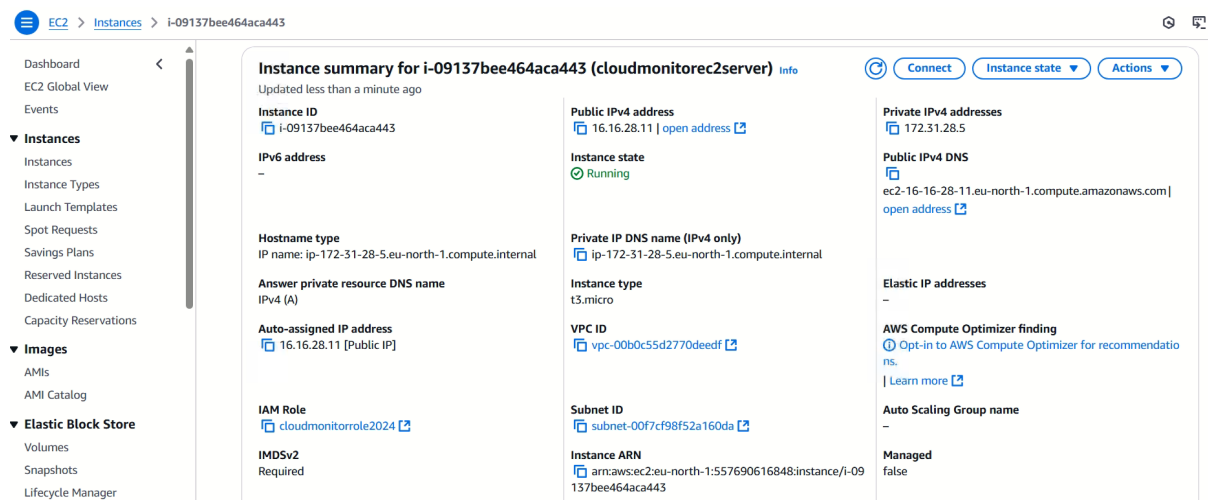 EC2 > Instances > i-09137bee464aca443
Dashboard
EC2 Global View
Events
Instances
Instances
Instance Types
Launch Templates
Spot Requests
Savings Plans
Reserved Instances
Dedicated Hosts
Capacity Reservations
Images
AMIs
AMI Catalog
Elastic Block Store
Volumes
Snapshots
Lifecycle Manager
Instance summary for i-09137bee464aca443 (cloudmonitorec2server) Info
Updated less than a minute ago
Connect
Instance state
Actions
Instance ID
i-09137bee464aca443
Public IPv4 address
16.16.28.11 | open address
Private IPv4 addresses
172.31.28.5
IPv6 address
–
Instance state
Running
Public IPv4 DNS
ec2-16-16-28-11.eu-north-1.compute.amazonaws.com |
open address
Hostname type
IP name: ip-172-31-28-5.eu-north-1.compute.internal
Private IP DNS name (IPv4 only)
ip-172-31-28-5.eu-north-1.compute.internal
Answer private resource DNS name
IPv4 (A)
Instance type
t3.micro
Elastic IP addresses
–
Auto-assigned IP address
16.16.28.11 [Public IP]
VPC ID
vpc-00b0c55d2770deedf
AWS Compute Optimizer finding
Opt-in to AWS Compute Optimizer for recommendatio
ns.
| Learn more
IAM Role
cloudmonitorrole2024
Subnet ID
subnet-00f7cf98f52a160da
Auto Scaling Group name
–
IMDSv2
Required
Instance ARN
arn:aws:ec2:eu-north-1:557690616848:instance/i-09
137bee464aca443
Managed
false